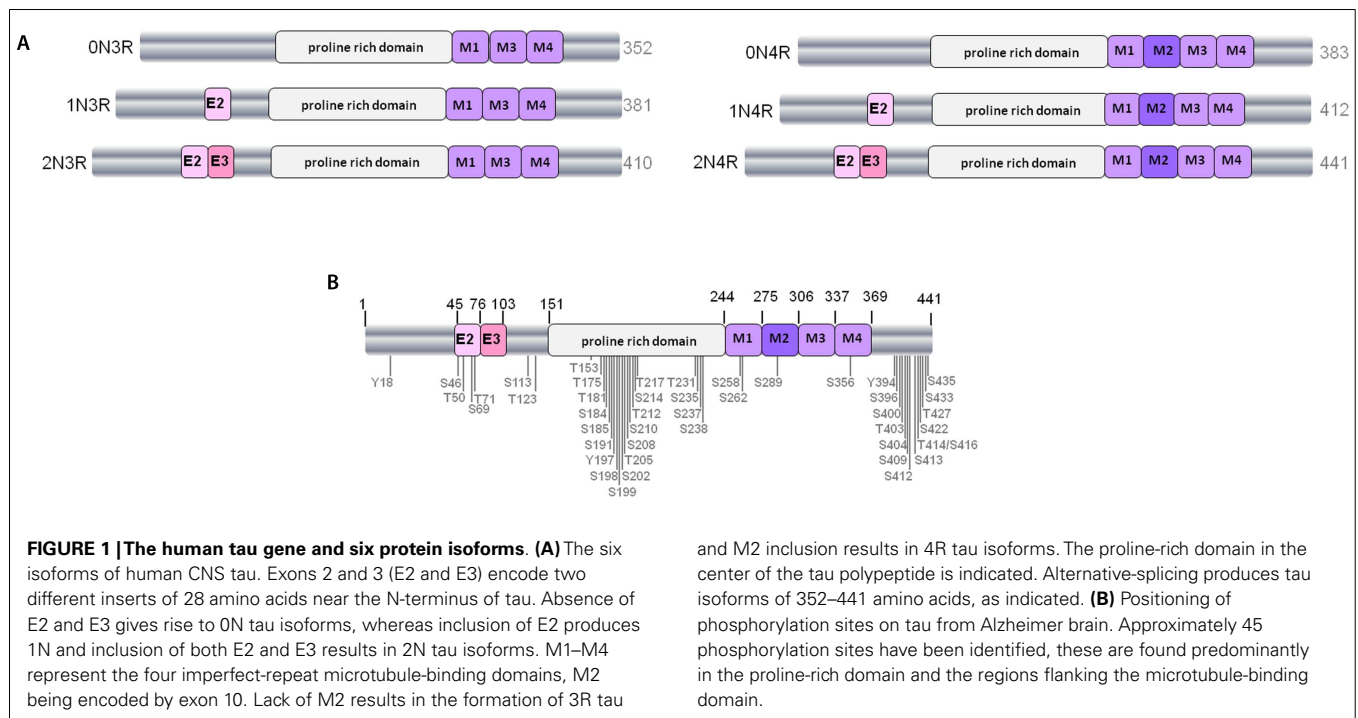 A
0N3R proline rich domain M1 M3 M4 352
1N3R E2 proline rich domain M1 M3 M4 381
2N3R E2 E3 proline rich domain M1 M3 M4 410
0N4R proline rich domain M1 M2 M3 M4 383
1N4R E2 proline rich domain M1 M2 M3 M4 412
2N4R E2 E3 proline rich domain M1 M2 M3 M4 441
B
1 45 76 103 151 244 275 306 337 369 441
E2 E3 proline rich domain M1 M2 M3 M4
Y18
S46
T50
S69
T71
S113
T123
T153
T175
T181
S184
S185
S191
Y197
S198
S199
S202
T205
S208
S210
T212
S214
T217
T231
S235
S237
S238
S258
S262
S289
S356
Y394
S396
S400
T403
S404
S409
S412
S413
T414/S416
S422
T427
S433
S435
FIGURE 1 | The human tau gene and six protein isoforms. (A) The six
isoforms of human CNS tau. Exons 2 and 3 (E2 and E3) encode two
different inserts of 28 amino acids near the N-terminus of tau. Absence of
E2 and E3 gives rise to 0N tau isoforms, whereas inclusion of E2 produces
1N and inclusion of both E2 and E3 results in 2N tau isoforms. M1–M4
represent the four imperfect-repeat microtubule-binding domains, M2
being encoded by exon 10. Lack of M2 results in the formation of 3R tau
and M2 inclusion results in 4R tau isoforms. The proline-rich domain in the
center of the tau polypeptide is indicated. Alternative-splicing produces tau
isoforms of 352–441 amino acids, as indicated. (B) Positioning of
phosphorylation sites on tau from Alzheimer brain. Approximately 45
phosphorylation sites have been identified, these are found predominantly
in the proline-rich domain and the regions flanking the microtubule-binding
domain.